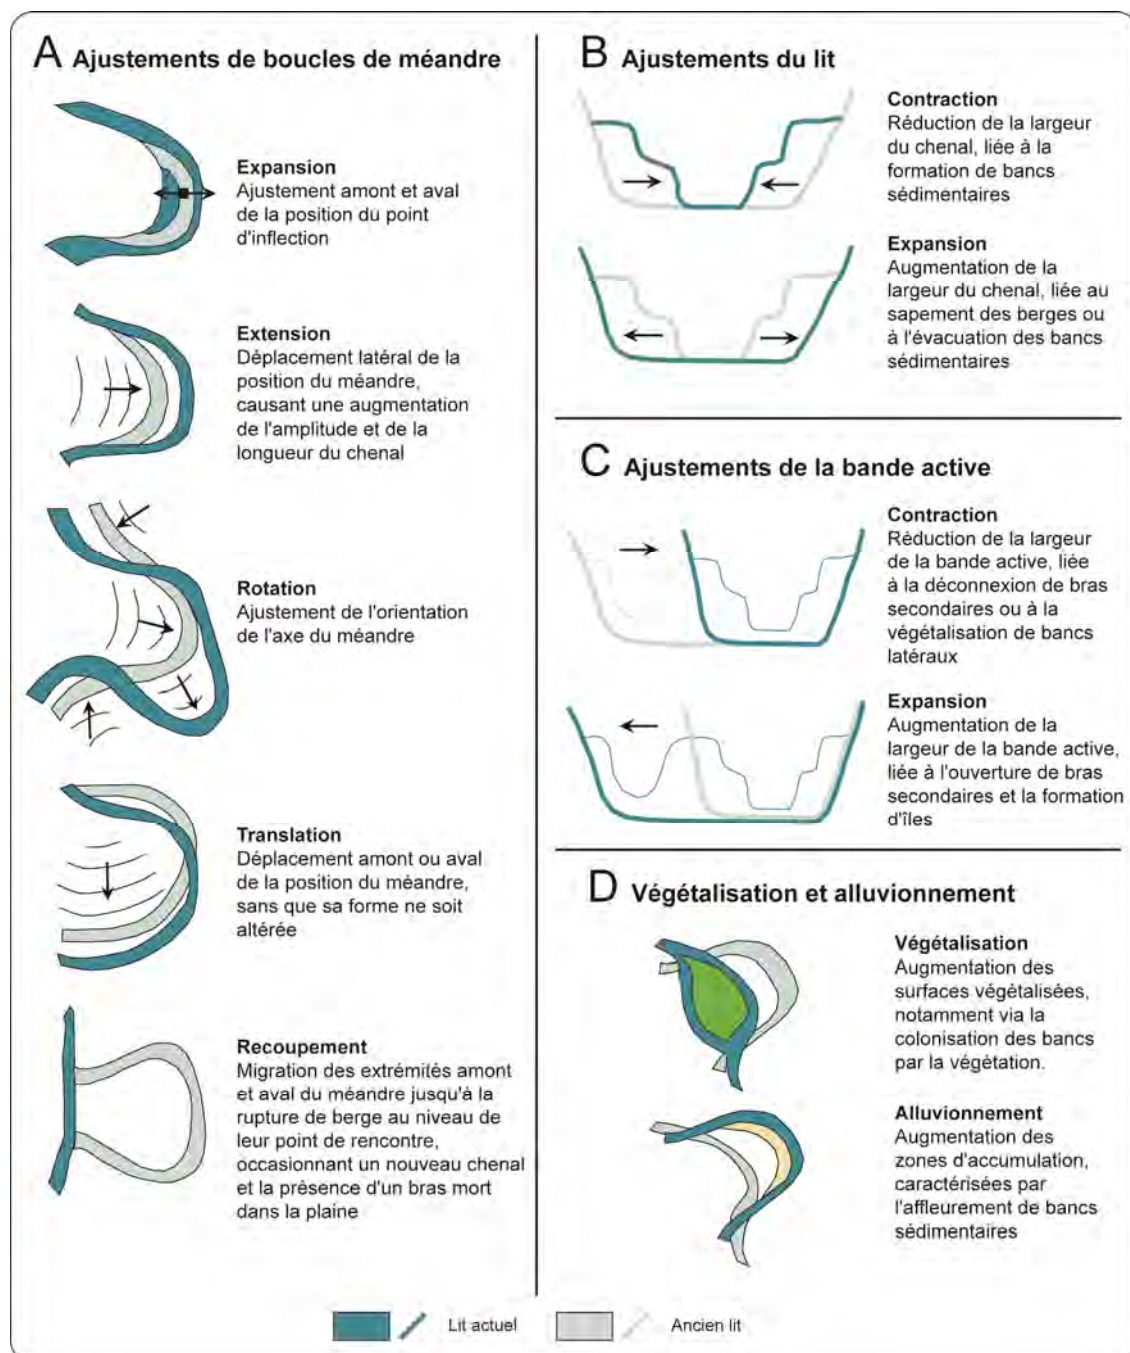 A Ajustements de boucles de méandre
Expansion
Ajustement amont et aval
de la position du point
d'inflection
Extension
Déplacement latéral de la
position du méandre,
causant une augmentation
de l'amplitude et de la
longueur du chenal
Rotation
Ajustement de l'orientation
de l'axe du méandre
Translation
Déplacement amont ou aval
de la position du méandre,
sans que sa forme ne soit
altérée
Recoupement
Migration des extrémités amont
et aval du méandre jusqu'à la
rupture de berge au niveau de
leur point de rencontre,
occasionnant un nouveau chenal
et la présence d'un bras mort
dans la plaine
B Ajustements du lit
Contraction
Réduction de la largeur
du chenal, liée à la
formation de bancs
sédimentaires
Expansion
Augmentation de la
largeur du chenal, liée au
sapement des berges ou
à l'évacuation des bancs
sédimentaires
C Ajustements de la bande active
Contraction
Réduction de la largeur
de la bande active, liée
à la déconnexion de bras
secondaires ou à la
végétalisation de bancs
latéraux
Expansion
Augmentation de la
largeur de la bande active,
liée à l'ouverture de bras
secondaires et la formation
d'îles
D Végétalisation et alluvionnement
Végétalisation
Augmentation des
surfaces végétalisées,
notamment via la
colonisation des bancs
par la végétation.
Alluvionnement
Augmentation des
zones d'accumulation,
caractérisées par
l'affleurement de bancs
sédimentaires
Lit actuel
Ancien lit